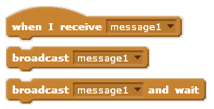 when I receive message1
broadcast message1
broadcast message1 and wait